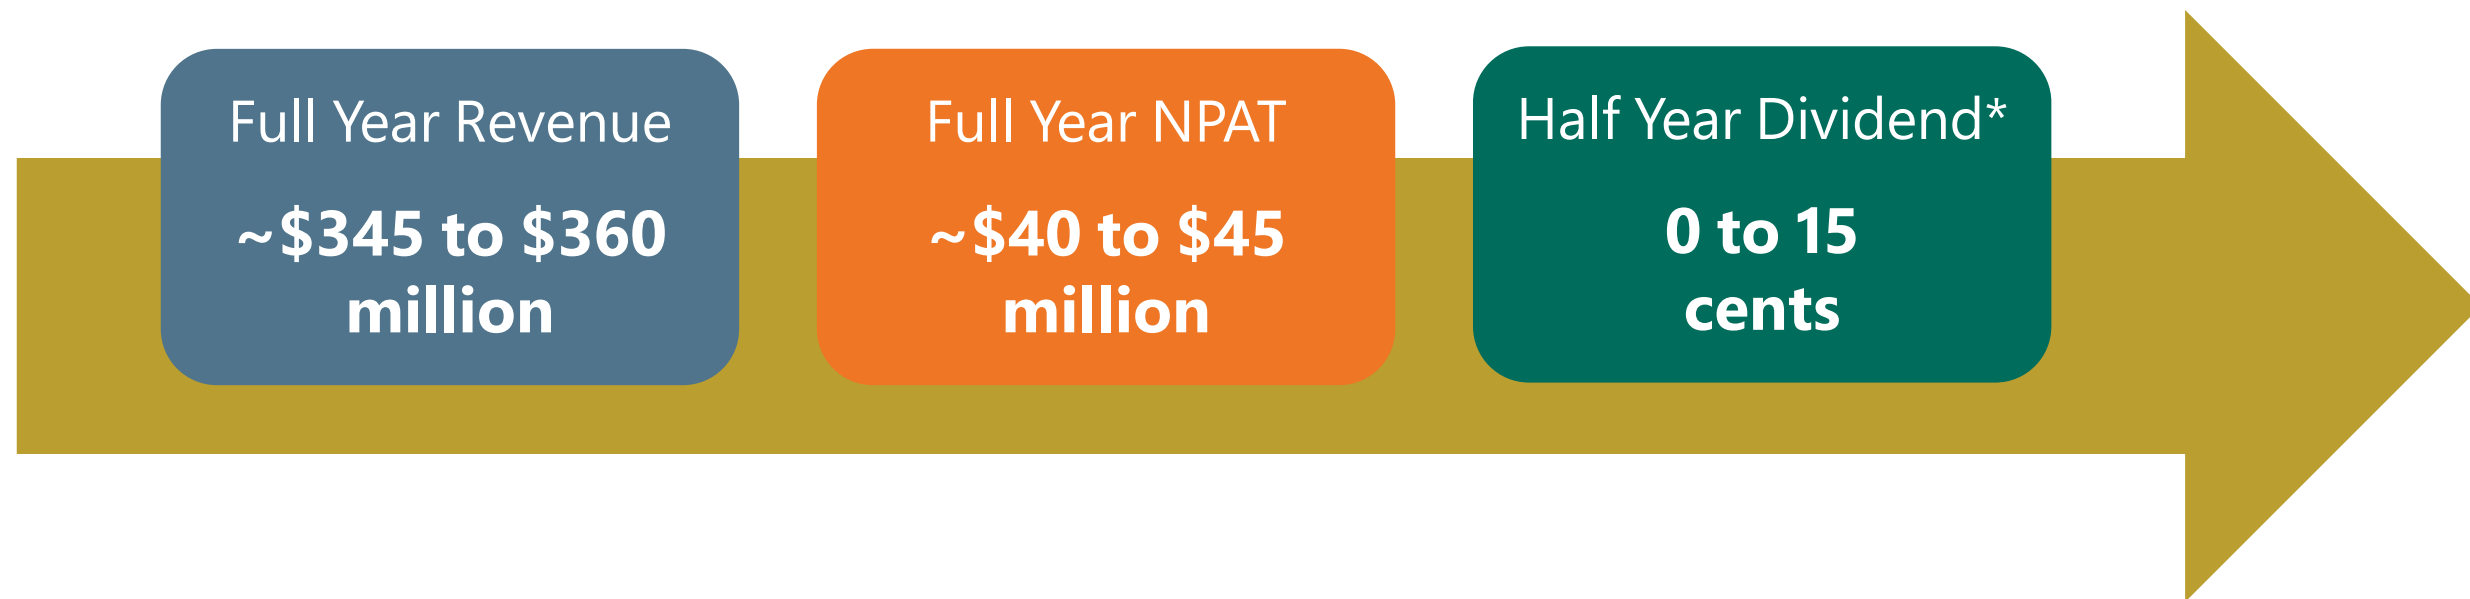 Full Year Revenue
~$345 to $360
million
Full Year NPAT
~$40 to $45
million
Half Year Dividend*
0 to 15
cents